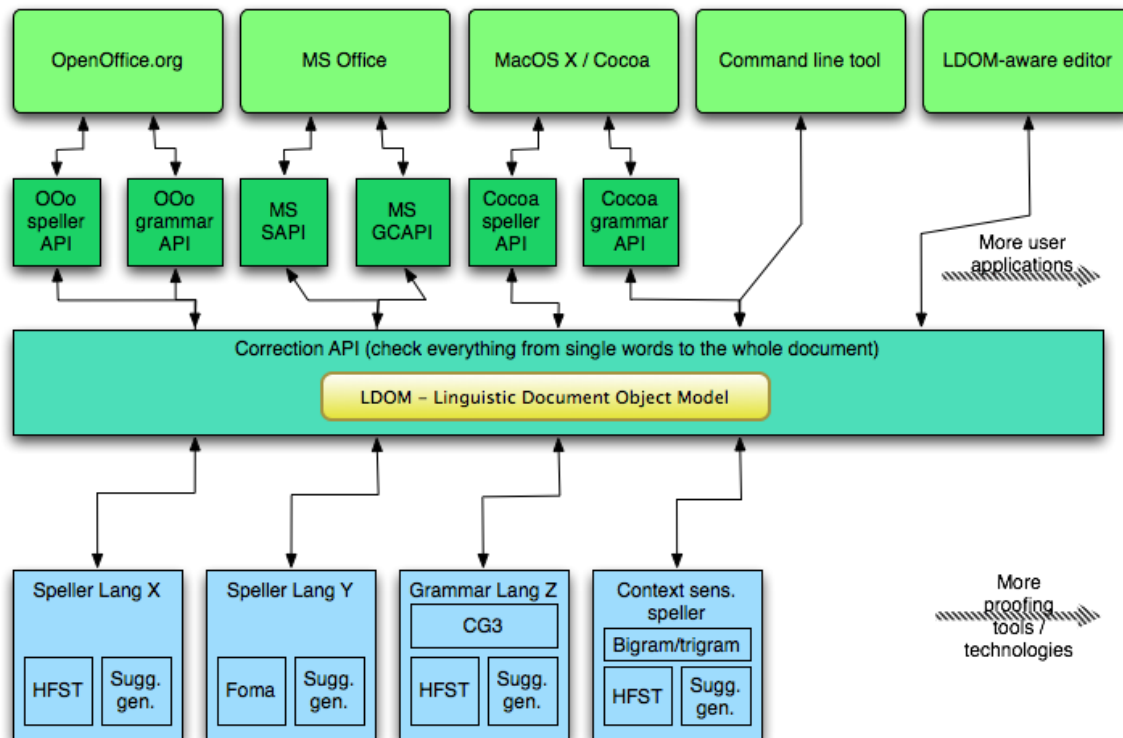 OpenOffice.org
MS Office
MacOS X / Cocoa
Command line tool
LDOM-aware editor
OOo
speller
API
OOo
grammar
API
MS
SAPI
MS
GCAPI
Cocoa
speller
API
Cocoa
grammar
API
More user
applications
Correction API (check everything from single words to the whole document)
LDOM – Linguistic Document Object Model
Speller Lang X
HFST
Sugg.
gen.
Speller Lang Y
Foma
Sugg.
gen.
Grammar Lang Z
CG3
HFST
Sugg.
gen.
Context sens.
speller
Bigram/trigram
HFST
Sugg.
gen.
More
proofing
tools /
technologies